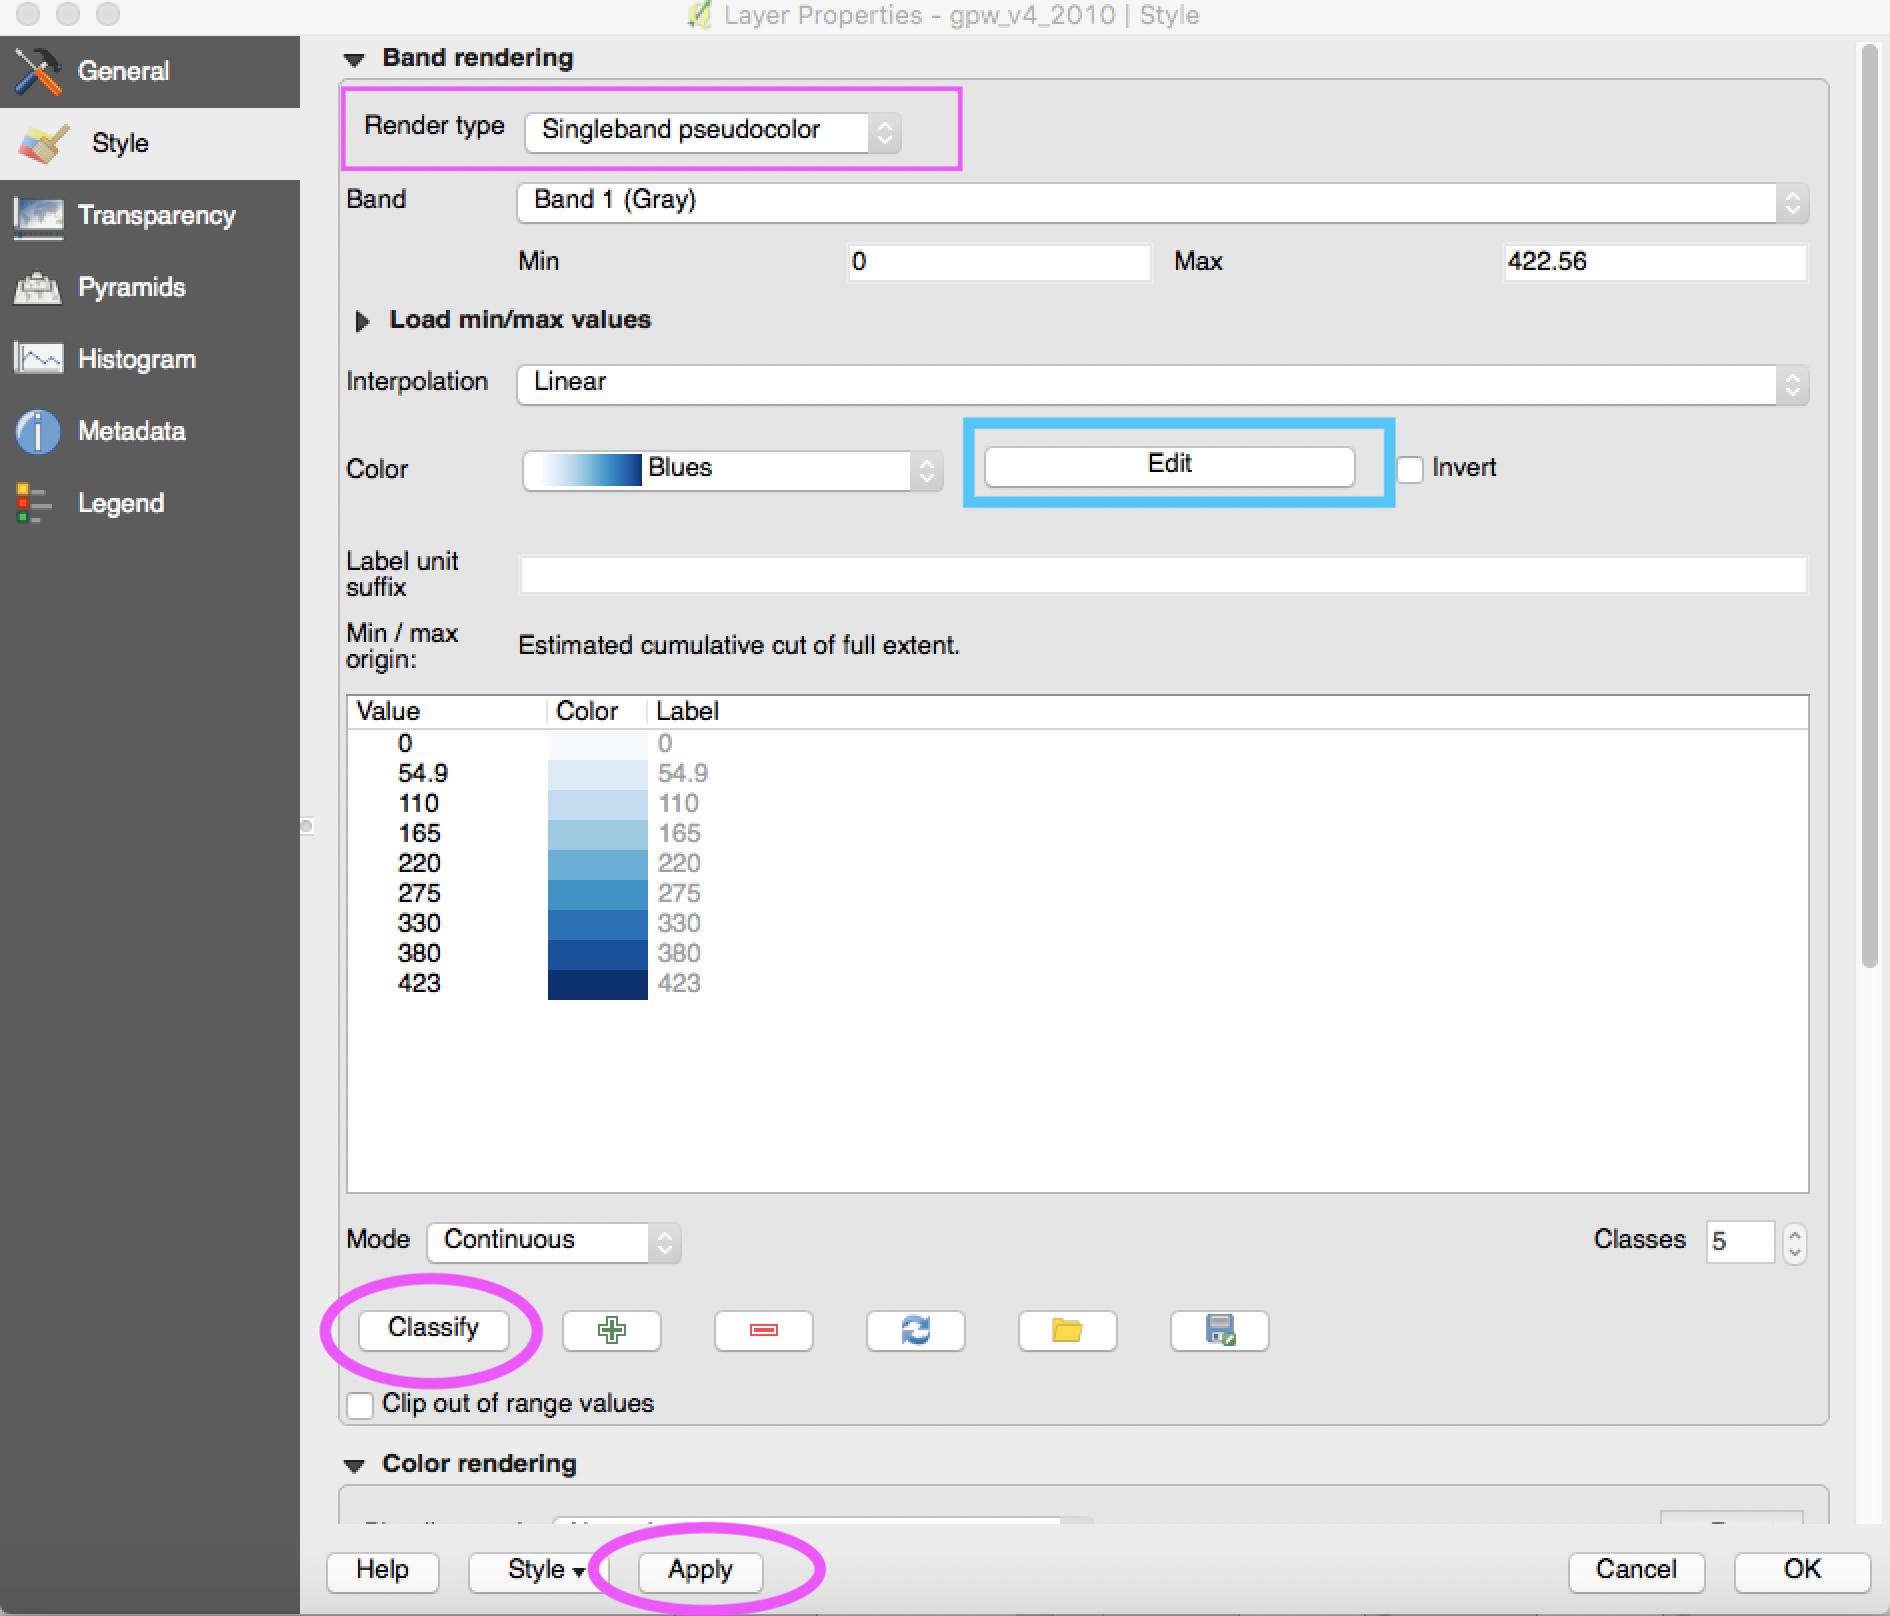 Layer Properties - gpw_v4_2010 | Style
General
Style
Transparency
Pyramids
Histogram
Metadata
Legend
Band rendering
Render type Singleband pseudocolor
Band Band 1 (Gray)
Min 0 Max 422.56
Load min/max values
Interpolation Linear
Color Blues Edit Invert
Label unit
suffix
Min / max
origin: Estimated cumulative cut of full extent.
Value Color Label
0 0
54.9 54.9
110 110
165 165
220 220
275 275
330 330
380 380
423 423
Mode Continuous Classes 5
Classify
Clip out of range values
Color rendering
Help Style Apply Cancel OK